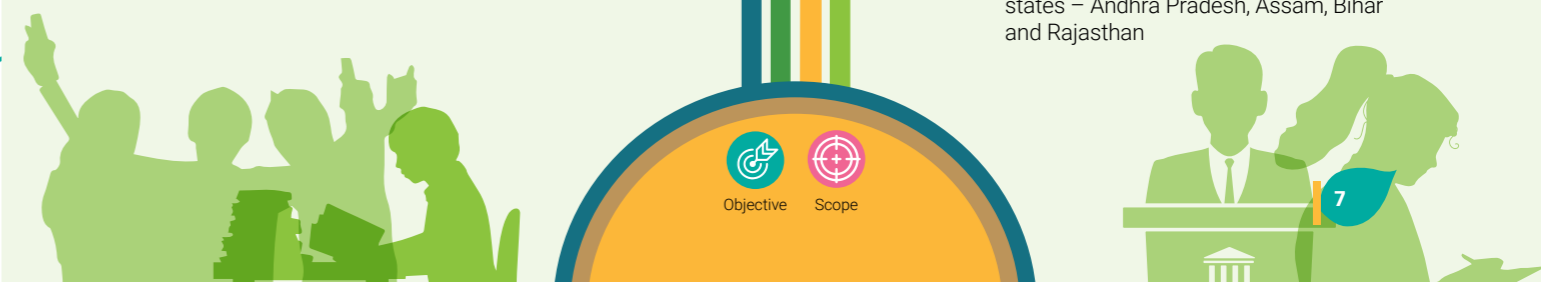 states – Andhra Pradesh, Assam, Bihar
and Rajasthan
Objective Scope
7